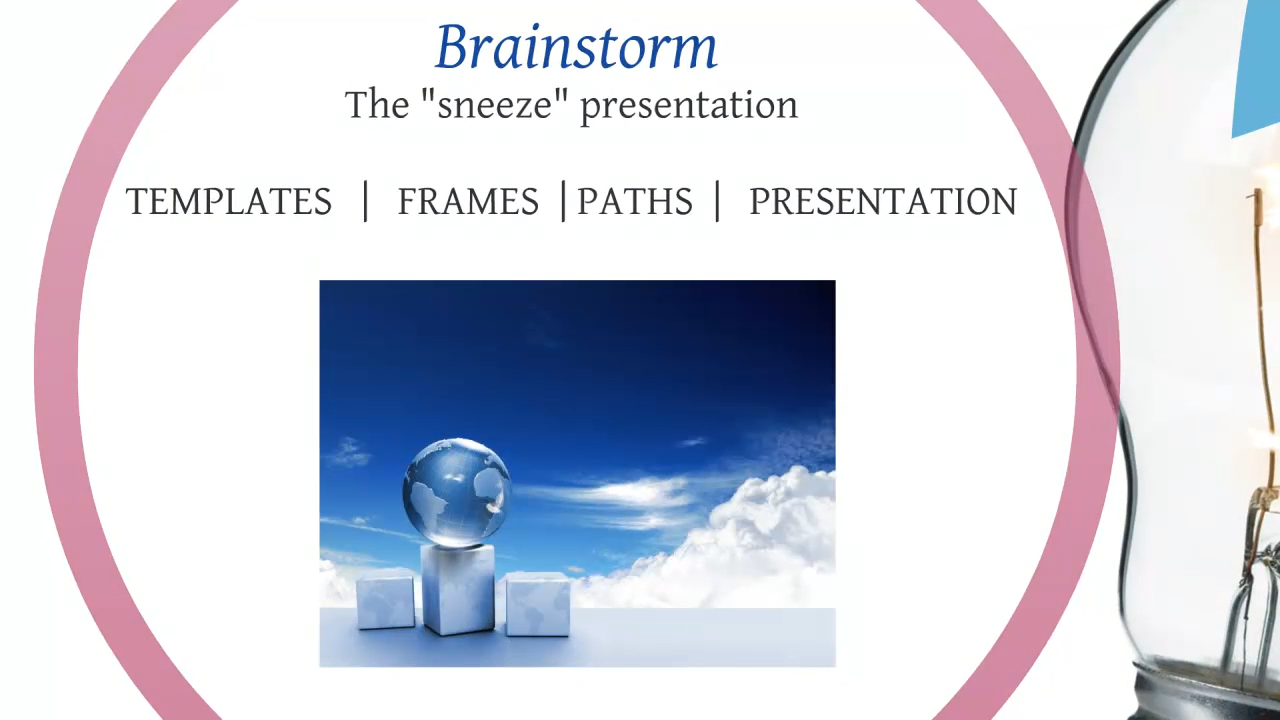 Brainstorm
The "sneeze" presentation
TEMPLATES | FRAMES | PATHS | PRESENTATION